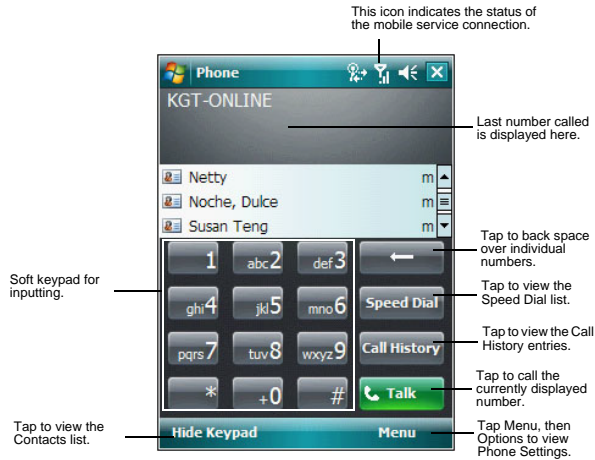 This icon indicates the status of
the mobile service connection.
Phone
KGT-ONLINE
Last number called
is displayed here.
Netty m
Noche, Dulce m
Susan Teng m
Tap to back space
over individual
numbers.
Soft keypad for
inputting.
1 abc2 def3
ghi4 jkl5 mno6 Speed Dial
Tap to view the
Speed Dial list.
pqrs7 tuv8 wxyz9 Call History
Tap to view the Call
History entries.
* +0 # Talk
Tap to call the
currently displayed
number.
Tap to view the
Contacts list.
Hide Keypad Menu
Tap Menu, then
Options to view
Phone Settings.